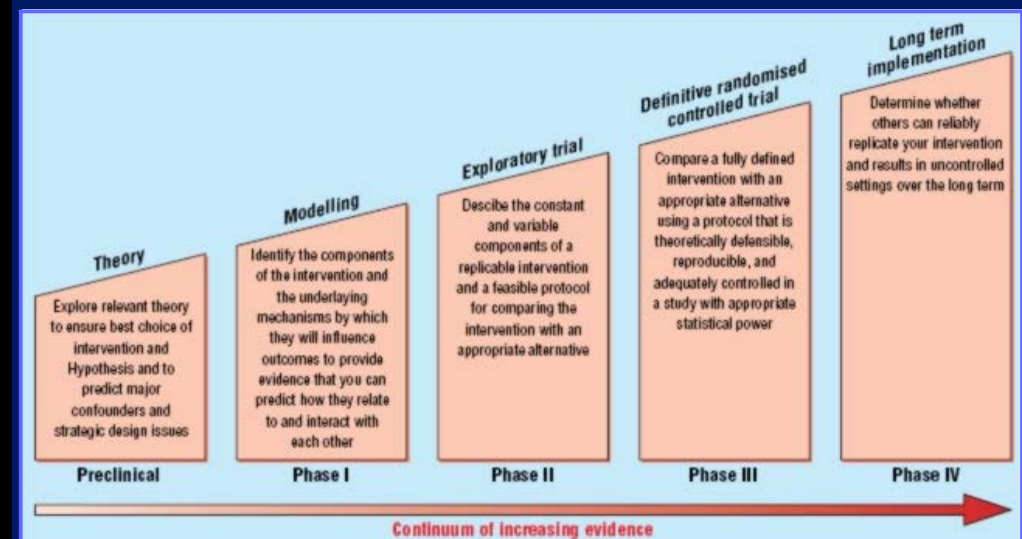 Theory
Explore relevant theory
to ensure best choice of
intervention and
Hypothesis and to
predict major
confounders and
strategic design issues
Preclinical
Modelling
Identify the components
of the intervention and
the underlaying
mechanisms by which
they will influence
outcomes to provide
evidence that you can
predict how they relate
to and interact with
each other
Phase I
Exploratory trial
Descibe the constant
and variable
components of a
replicable intervention
and a feasible protocol
for comparing the
intervention with an
appropriate alternative
Phase II
Definitive randomised
controlled trial
Compare a fully defined
intervention with an
appropriate alternative
using a protocol that is
theoretically defensible,
reproducible, and
adequately controlled in
a study with appropriate
statistical power
Phase III
Long term
implementation
Determine whether
others can reliably
replicate your intervention
and results in uncontrolled
settings over the long term
Phase IV
Continuum of increasing evidence